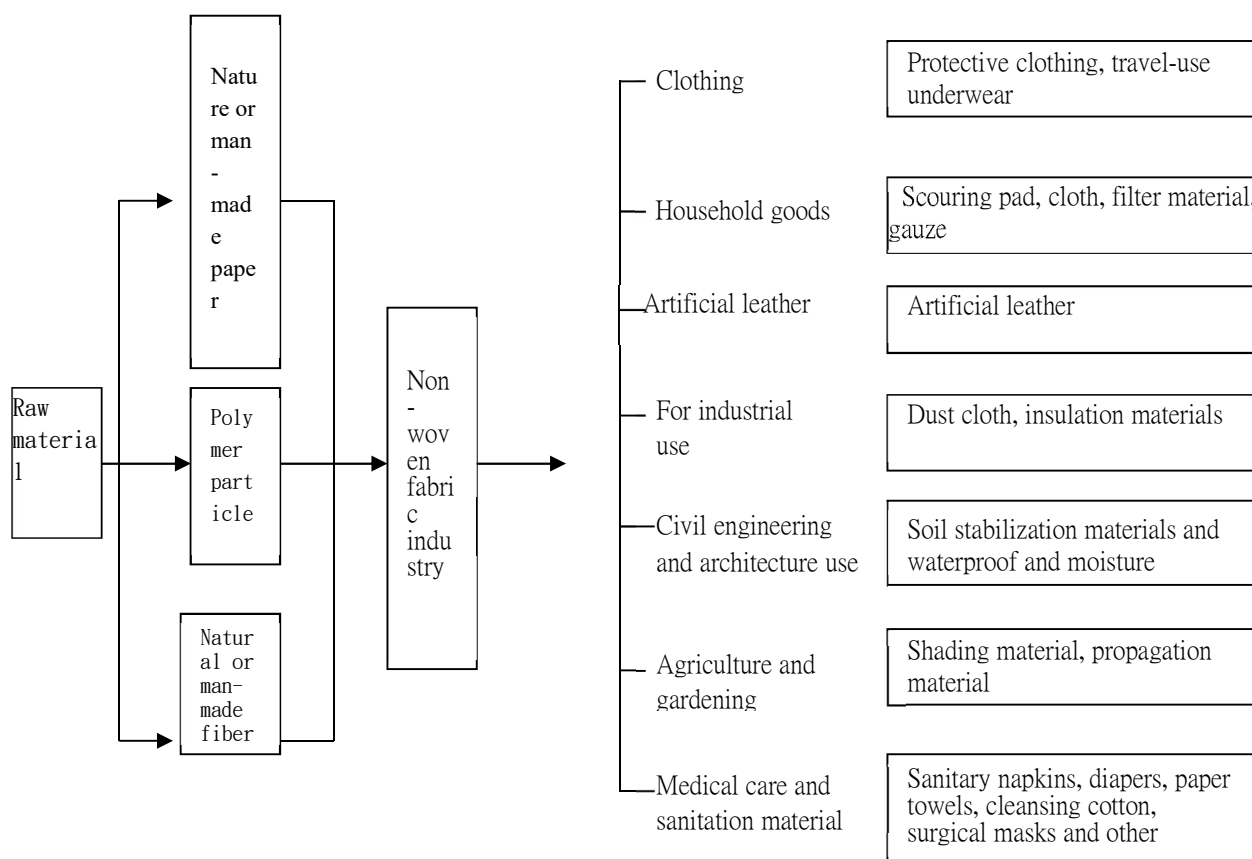 Raw
materia
l
Natu
re or
man
-
mad
e
pape
r
Poly
mer
part
icle
Natur
al or
man-
made
fiber
Non
-
wov
en
fabri
c
indu
stry
Clothing
Protective clothing, travel-use
underwear
Household goods
Scouring pad, cloth, filter material,
gauze
Artificial leather
Artificial leather
For industrial
use
Dust cloth, insulation materials
Civil engineering
and architecture use
Soil stabilization materials and
waterproof and moisture
Agriculture and
gardening
Shading material, propagation
material
Medical care and
sanitation material
Sanitary napkins, diapers, paper
towels, cleansing cotton,
surgical masks and other